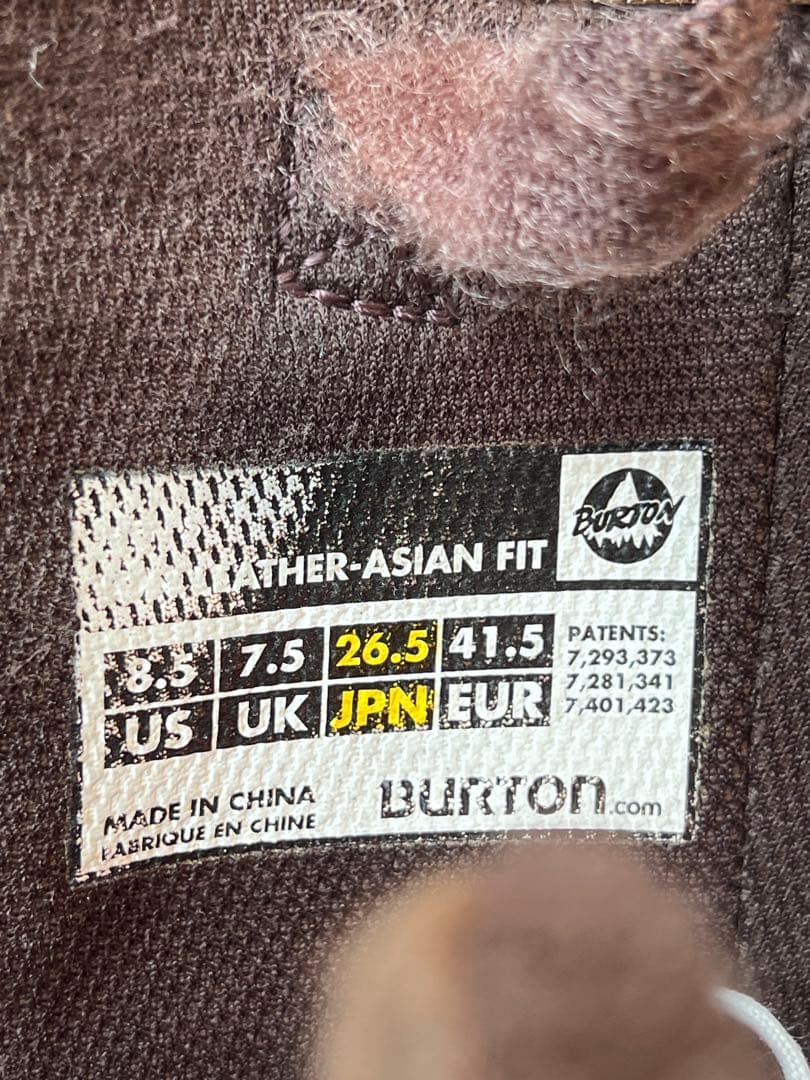 LEATHER-ASIAN FIT
BURTON
8.5 7.5 26.5 41.5
US UK JPN EUR
PATENTS:
7,293,373
7,281,341
7,401,423
MADE IN CHINA
FABRIQUE EN CHINE
BURTON.com